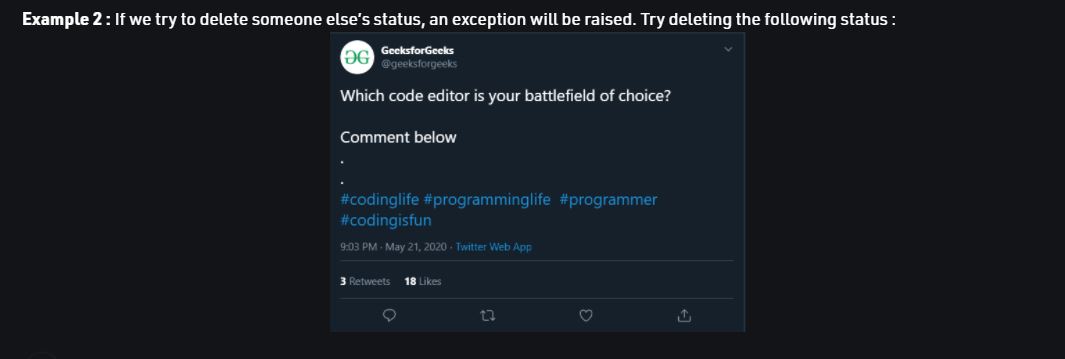 Example 2 : If we try to delete someone else's status, an exception will be raised. Try deleting the following status :
GeeksforGeeks
@geeksforgeeks
Which code editor is your battlefield of choice?
Comment below
.
.
#codinglife #programminglife #programmer
#codingisfun
9:03 PM · May 21, 2020 · Twitter Web App
3 Retweets 18 Likes